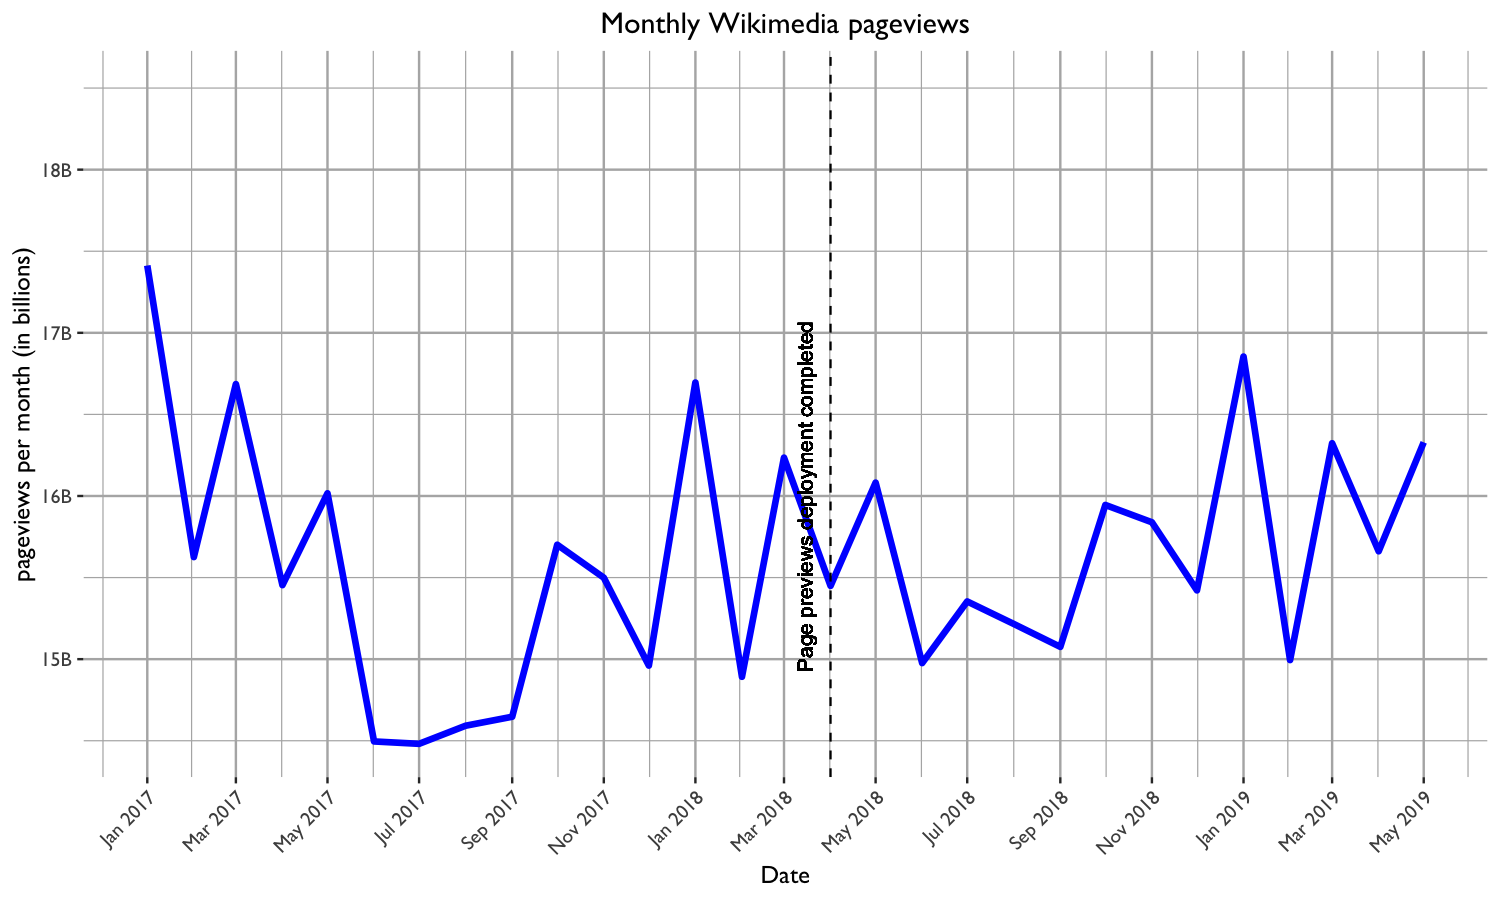 Monthly Wikimedia pageviews
pageviews per month (in billions)
18B
17B
16B
15B
Page previews deployment completed
Jan 2017
Mar 2017
May 2017
Jul 2017
Sep 2017
Nov 2017
Jan 2018
Mar 2018
May 2018
Jul 2018
Sep 2018
Nov 2018
Jan 2019
Mar 2019
May 2019
Date